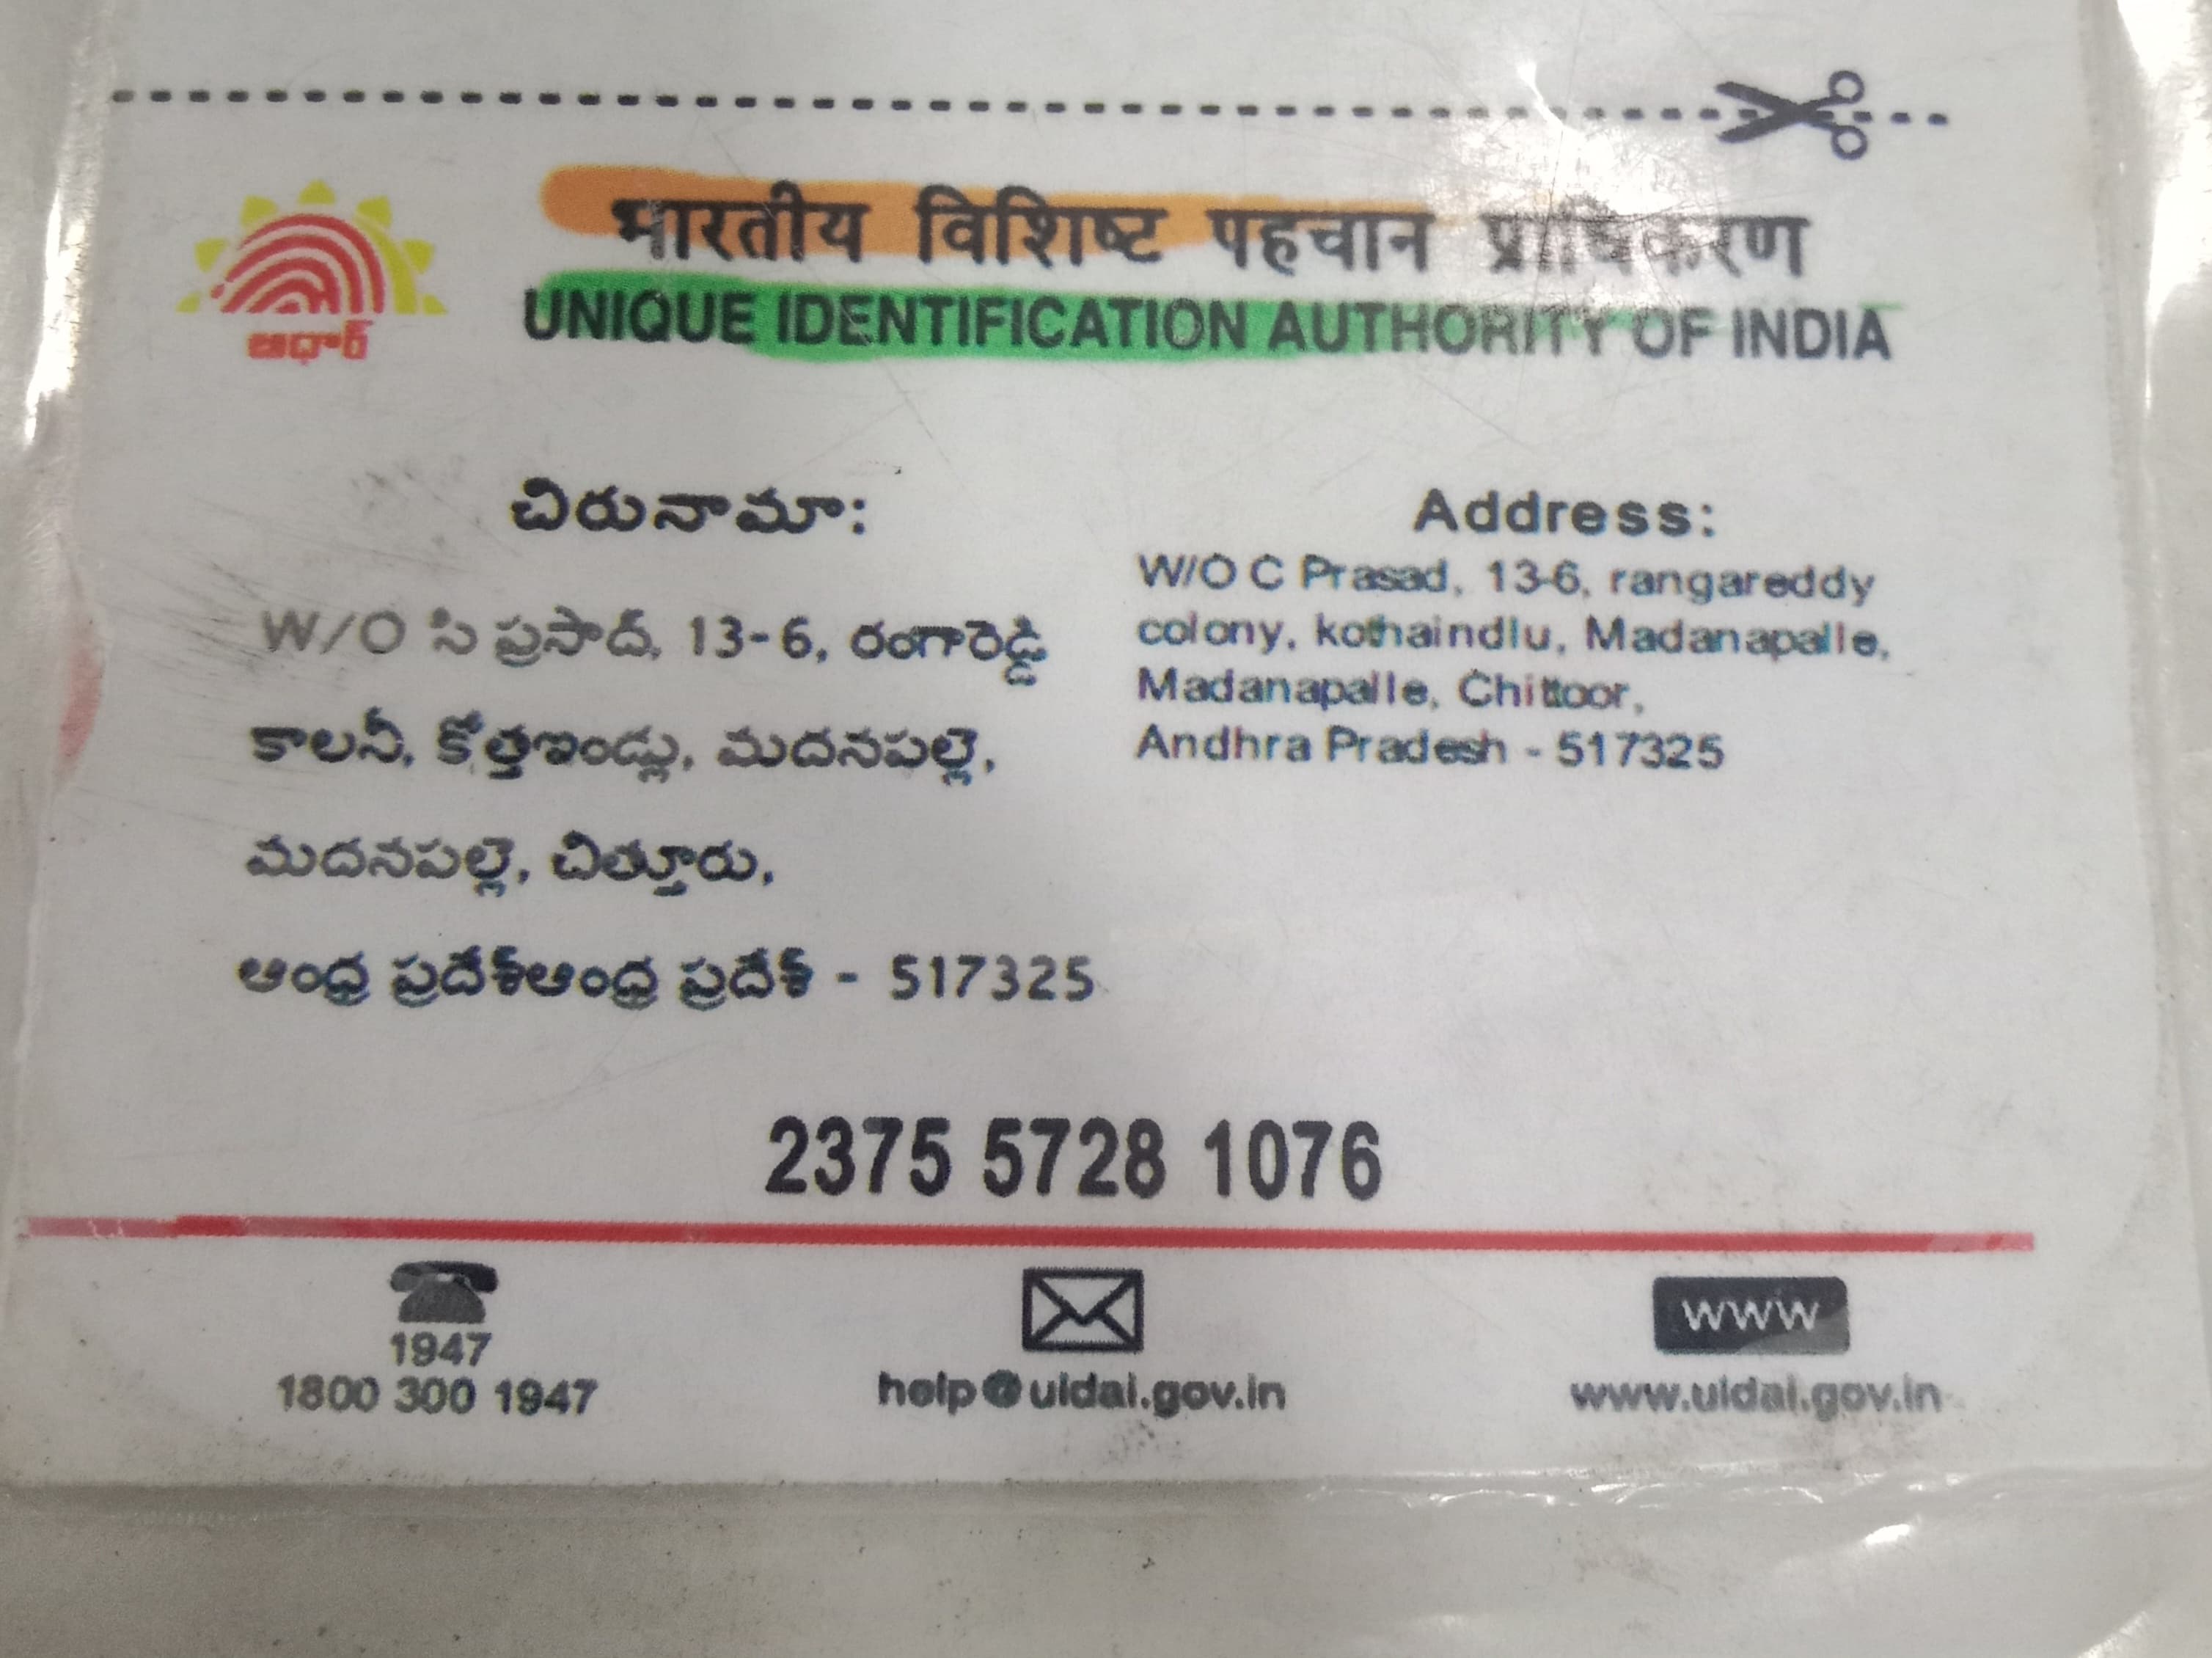 भारतीय विशिष्ट पहचान प्राधिकरण
UNIQUE IDENTIFICATION AUTHORITY OF INDIA
ఆధార్
చిరునామా:
W/O సి ప్రసాద్, 13-6, రంగారెడ్డి
కాలనీ, కోత్తఇండ్లు, మదనపల్లె,
మదనపల్లె, చిత్తూరు,
ఆంధ్ర ప్రదేశ్ఆంధ్ర ప్రదేశ్ - 517325
Address:
W/O C Prasad, 13-6, rangareddy
colony, kothaindlu, Madanapalle,
Madanapalle, Chittoor,
Andhra Pradesh - 517325
2375 5728 1076
1947
1800 300 1947
help@uidai.gov.in
www
www.uidai.gov.in